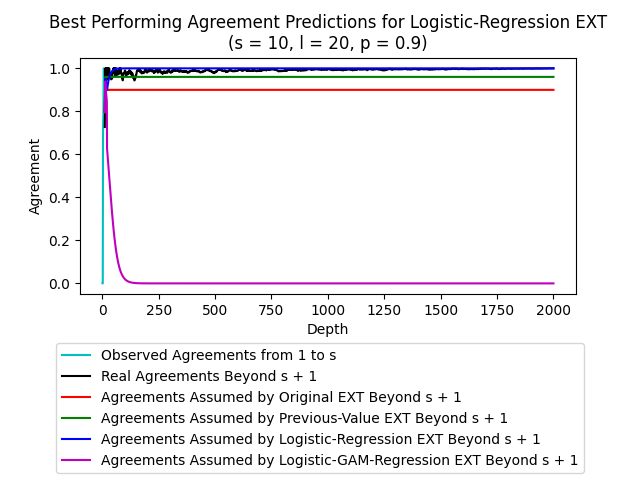 Best Performing Agreement Predictions for Logistic-Regression EXT
(s = 10, l = 20, p = 0.9)
Agreement
1.0
0.8
0.6
0.4
0.2
0.0
0 250 500 750 1000 1250 1500 1750 2000
Depth
Observed Agreements from 1 to s
Real Agreements Beyond s + 1
Agreements Assumed by Original EXT Beyond s + 1
Agreements Assumed by Previous-Value EXT Beyond s + 1
Agreements Assumed by Logistic-Regression EXT Beyond s + 1
Agreements Assumed by Logistic-GAM-Regression EXT Beyond s + 1